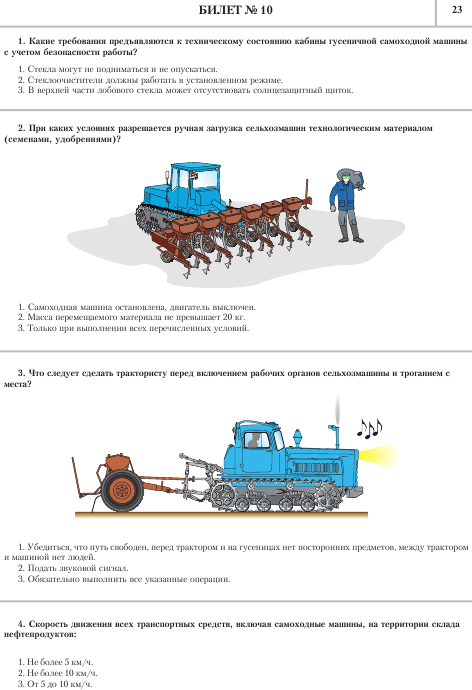 БИЛЕТ № 10
23
1. Какие требования предъявляются к техническому состоянию кабины гусеничной самоходной машины
с учетом безопасности работы?
1. Стекла могут не подниматься и не опускаться.
2. Стеклоочистители должны работать в установленном режиме.
3. В верхней части лобового стекла может отсутствовать солнцезащитный щиток.
2. При каких условиях разрешается ручная загрузка сельхозмашин технологическим материалом
(семенами, удобрениями)?
1. Самоходная машина остановлена, двигатель выключен.
2. Масса перемещаемого материала не превышает 20 кг.
3. Только при выполнении всех перечисленных условий.
3. Что следует сделать трактористу перед включением рабочих органов сельхозмашины и троганием с
места?
1. Убедиться, что путь свободен, перед трактором и на гусеницах нет посторонних предметов, между трактором
и машиной нет людей.
2. Подать звуковой сигнал.
3. Обязательно выполнить все указанные операции.
4. Скорость движения всех транспортных средств, включая самоходные машины, на территории склада
нефтепродуктов:
1. Не более 5 км/ч.
2. Не более 10 км/ч.
3. От 5 до 10 км/ч.